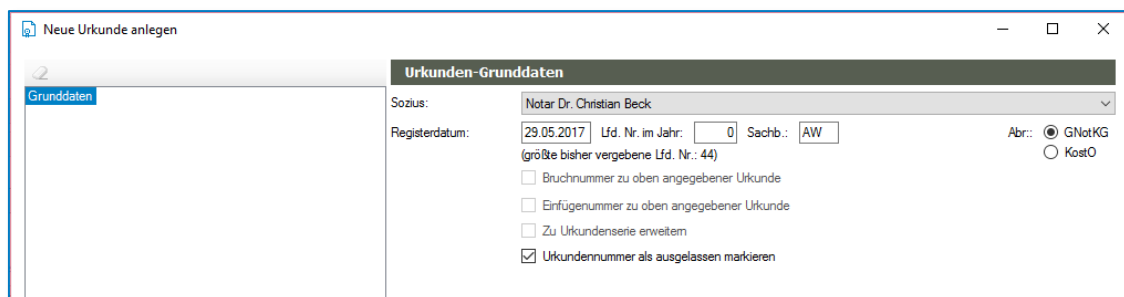 Neue Urkunde anlegen
Urkunden-Grunddaten
Grunddaten
Sozius: Notar Dr. Christian Beck
Registerdatum: 29.05.2017 Lfd. Nr. im Jahr: 0 Sachb.: AW Abr.: GNotKG
(größte bisher vergebene Lfd. Nr.: 44) KostO
Bruchnummer zu oben angegebener Urkunde
Einfügenummer zu oben angegebener Urkunde
Zu Urkundenserie erweitern
Urkundennummer als ausgelassen markieren